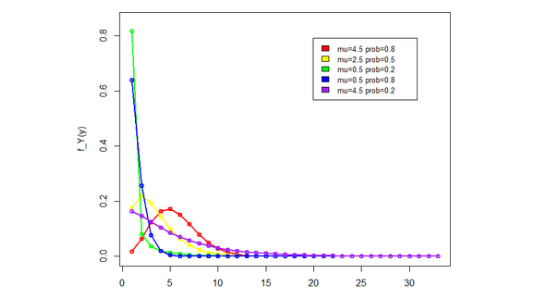 f_Y(y)
0.8
0.6
0.4
0.2
0.0
mu=4.5 prob=0.8
mu=2.5 prob=0.5
mu=0.5 prob=0.2
mu=0.5 prob=0.8
mu=4.5 prob=0.2
0 5 10 15 20 25 30